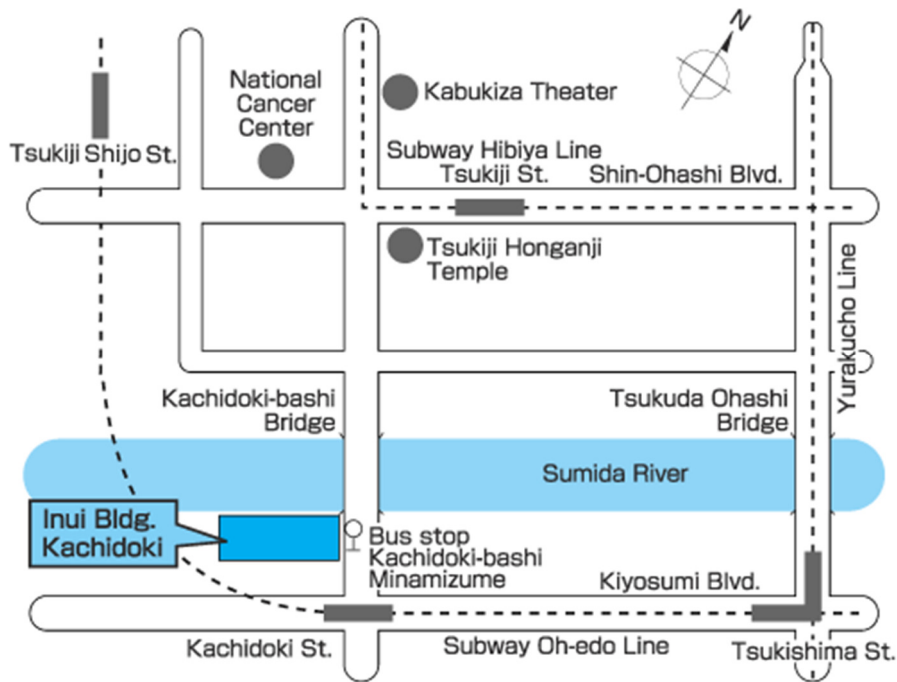 N
National
Cancer
Center
Kabukiza Theater
Tsukiji Shijo St.
Subway Hibiya Line
Tsukiji St.
Shin-Ohashi Blvd.
Tsukiji Honganji
Temple
Yurakucho Line
Kachidoki-bashi
Bridge
Tsukuda Ohashi
Bridge
Sumida River
Inui Bldg.
Kachidoki
Bus stop
Kachidoki-bashi
Minamizume
Kiyosumi Blvd.
Kachidoki St.
Subway Oh-edo Line
Tsukishima St.